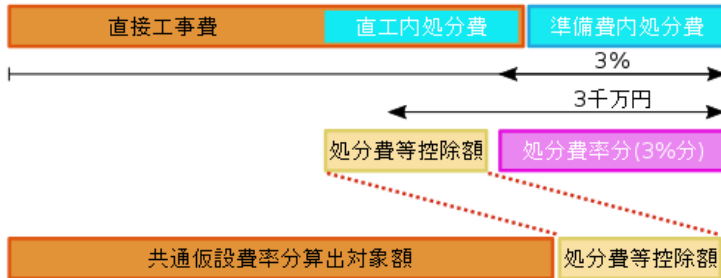 直接工事費
直工内処分費
準備費内処分費
3%
3千万円
処分費等控除額
処分費率分(3%分)
共通仮設費率分算出対象額
処分費等控除額